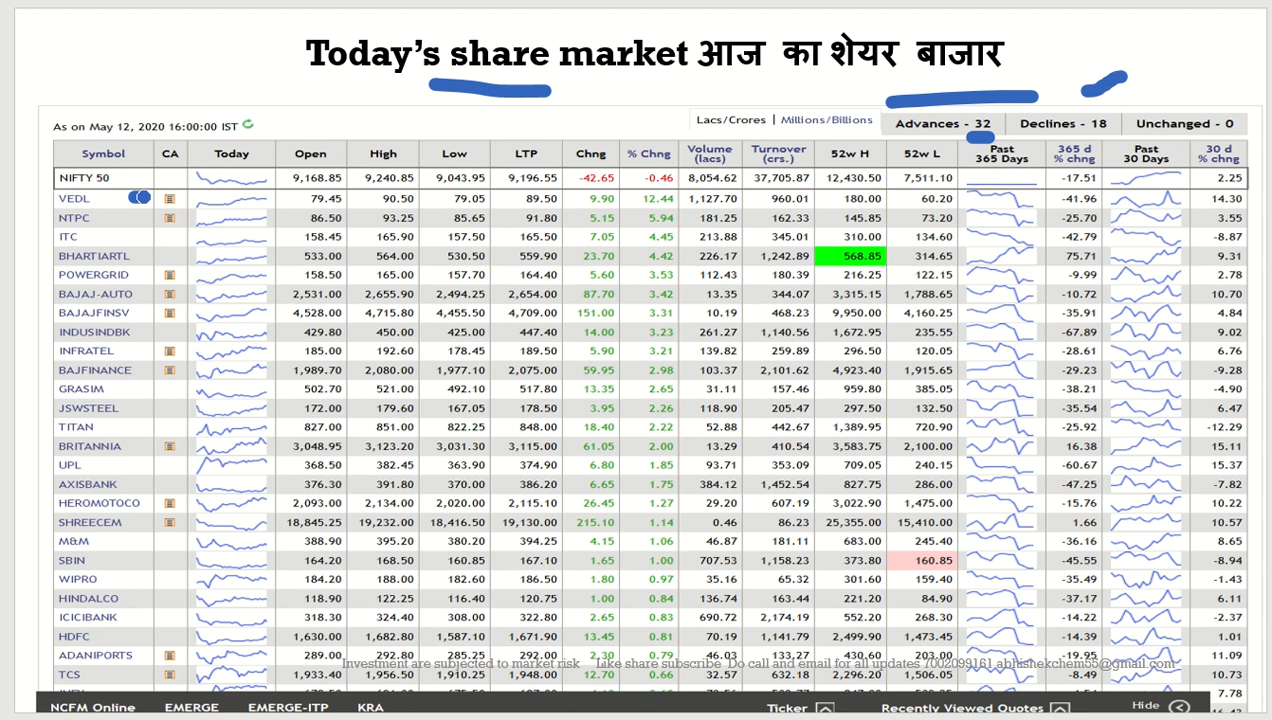 Today's share market आज का शेयर बाजार
Lacs/Crores | Millions/Billions Advances - 32 Declines - 18 Unchanged - 0
As on May 12, 2020 16:00:00 IST
Symbol CA Today Open High Low LTP Chng % Chng Volume (lacs) Turnover (crs.) 52w H 52w L Past 365 Days 365 d % chng Past 30 Days 30 d % chng
NIFTY 50 9,168.85 9,240.85 9,043.95 9,196.55 -42.65 -0.46 8,054.62 37,705.87 12,430.50 7,511.10 -17.51 2.25
VEDL 79.45 90.50 79.00 89.50 9.90 12.44 1,127.70 960.01 180.00 60.20 -41.96 14.30
NTPC 86.50 93.25 85.65 91.80 5.15 5.94 181.25 162.33 145.85 73.20 -25.70 3.55
ITC 158.45 165.90 157.50 165.50 7.05 4.45 213.88 345.01 310.00 134.60 -42.79 -8.87
BHARTIARTL 533.00 564.00 530.50 559.90 23.70 4.42 226.17 1,242.89 568.85 314.65 75.71 9.31
POWERGRID 158.50 165.00 157.70 164.40 5.60 3.53 112.43 180.39 216.25 122.15 -9.99 2.78
BAJAJ-AUTO 2,531.00 2,655.90 2,494.25 2,654.00 87.70 3.42 13.35 344.07 3,315.15 1,788.65 -10.72 10.70
BAJAJFINSV 4,528.00 4,715.80 4,455.50 4,709.00 151.00 3.31 10.19 468.23 9,950.00 4,160.25 -35.91 4.84
INDUSINDBK 429.80 450.00 425.00 447.40 14.00 3.23 261.27 1,140.56 1,672.95 235.55 -67.89 9.02
INFRATEL 185.00 192.60 178.45 189.50 5.90 3.21 139.82 259.89 296.50 120.05 -28.61 6.76
BAJFINANCE 1,989.70 2,080.00 1,977.10 2,075.00 59.95 2.98 103.37 2,101.62 4,923.40 1,915.65 -29.23 -9.28
GRASIM 502.70 521.00 492.10 517.80 13.35 2.65 31.11 157.46 959.80 385.05 -38.21 -4.90
JSWSTEEL 172.00 179.60 167.05 178.50 3.95 2.26 118.90 205.47 297.50 132.50 -35.54 6.47
TITAN 827.00 851.00 822.25 848.00 18.40 2.22 52.88 442.67 1,389.95 720.90 -25.92 -12.29
BRITANNIA 3,048.95 3,123.20 3,031.30 3,115.00 61.05 2.00 13.29 410.54 3,583.75 2,100.00 16.38 15.11
UPL 368.50 382.45 363.90 374.90 6.80 1.85 93.71 353.09 709.05 240.15 -60.67 15.37
AXISBANK 376.30 391.80 370.00 386.20 6.65 1.75 384.12 1,452.54 827.75 286.00 -47.25 -7.82
HEROMOTOCO 2,093.00 2,134.00 2,070.00 2,115.10 26.45 1.27 29.20 607.19 3,022.90 1,475.00 -15.76 10.22
SHREECEM 18,845.25 19,232.00 18,416.50 19,130.00 215.10 1.14 0.46 86.23 25,355.00 15,410.00 1.66 10.57
M&M 388.90 395.20 380.20 394.25 4.15 1.06 46.87 181.11 683.00 245.40 -36.16 8.65
SBIN 164.20 168.50 160.85 167.10 1.65 1.00 707.53 1,158.23 373.80 160.85 -45.55 -8.94
WIPRO 184.20 188.00 182.60 186.50 1.80 0.97 35.16 65.32 301.60 159.40 -35.49 -1.43
HINDALCO 118.90 122.25 116.40 120.75 1.00 0.84 136.74 163.44 221.20 84.90 -37.17 6.11
ICICIBANK 318.30 324.40 308.00 322.80 2.65 0.83 690.72 2,174.19 552.20 268.30 -14.22 -2.37
HDFC 1,630.00 1,682.80 1,587.10 1,671.90 13.45 0.81 70.19 1,141.79 2,499.90 1,473.45 -14.39 1.01
ADANIPORTS 289.00 292.80 285.25 292.00 2.30 0.79 46.03 133.27 430.60 203.00 -19.95 11.09
Investment are subjected to market risk Like share subscribe Do call and email for all updates 7002099161 abhishekchem55@gmail.com
TCS 1,933.40 1,956.50 1,910.25 1,948.00 12.70 0.66 32.57 632.18 2,296.20 1,506.05 -8.49 10.73
7.78
NCFM Online EMERGE EMERGE-ITP KRA Ticker Recently Viewed Quotes Hide